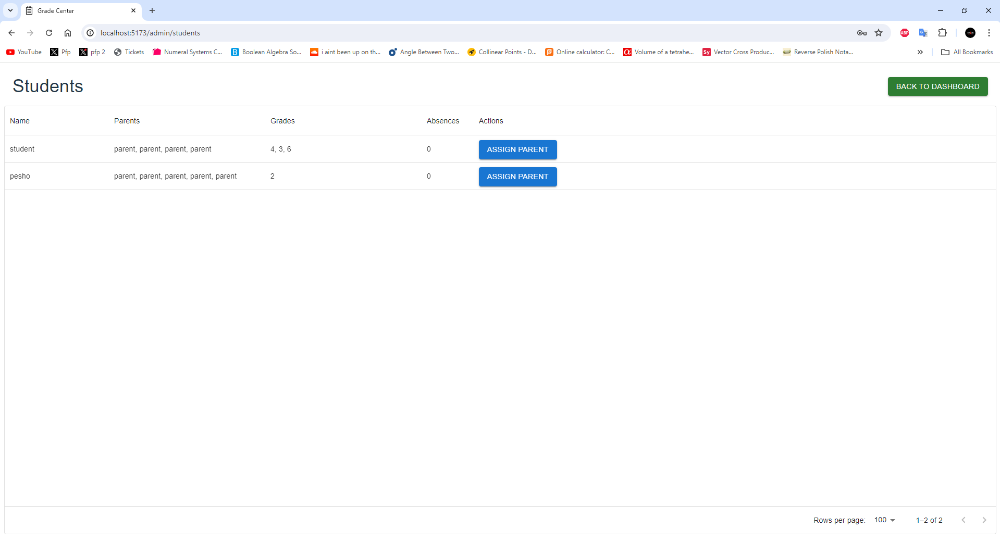 Grade Center
localhost:5173/admin/students
YouTube Pfp pfp 2 Tickets Numeral Systems C... Boolean Algebra So... i aint been up on th... Angle Between Two... Collinear Points - D... Online calculator: C... Volume of a tetrahe... Vector Cross Produc... Reverse Polish Nota... All Bookmarks
Students
BACK TO DASHBOARD
Name Parents Grades Absences Actions
student parent, parent, parent, parent 4, 3, 6 0 ASSIGN PARENT
pesho parent, parent, parent, parent, parent 2 0 ASSIGN PARENT
Rows per page: 100 1–2 of 2